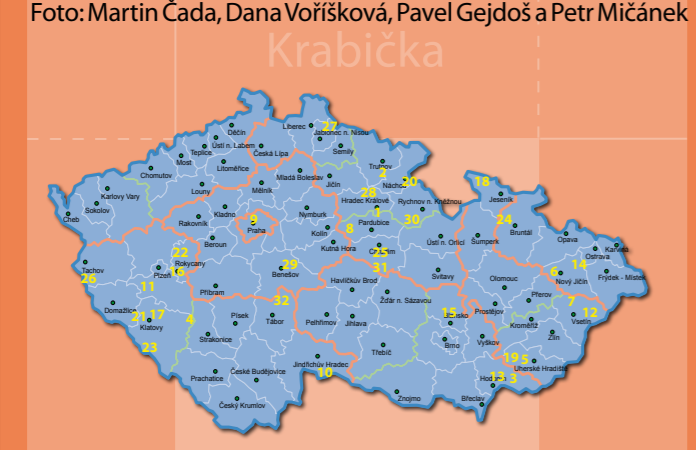 Foto: Martin Čada, Dana Voříšková, Pavel Gejdoš a Petr Mičánek
Krabička
Děčín
Liberec
27
Jablonec n. Nisou
Ústí n. Labem
Teplice
Česká Lípa
Semily
Most
Litoměřice
Trutnov
2
Chomutov
Mladá Boleslav
Jičín
Náchod
20
18
Karlovy Vary
Louny
Mělník
28
Hradec Králové
Rychnov n. Kněžnou
Jeseník
Sokolov
Kladno
Nymburk
1
Cheb
Rakovník
9
Praha
8
Pardubice
30
24
Bruntál
Kolín
Beroun
Kutná Hora
25
Ústí n. Orlicí
Šumperk
Opava
Karviná
22
Rokycany
Ostrava
Tachov
26
Plzeň
16
29
Benešov
31
Svitavy
14
6
Nový Jičín
Frýdek - Místek
11
Příbram
Havlíčkův Brod
Olomouc
32
Žďár n. Sázavou
Přerov
7
Domažlice
21
17
Klatovy
4
Písek
Tábor
Pelhřimov
Jihlava
15
Prostějov
Kroměříž
12
Vsetín
Strakonice
Vyškov
Zlín
23
Třebíč
Brno
19
5
Uherské Hradiště
Jindřichův Hradec
10
Prachatice
České Budějovice
13
3
Hodonín
Znojmo
Břeclav
Český Krumlov